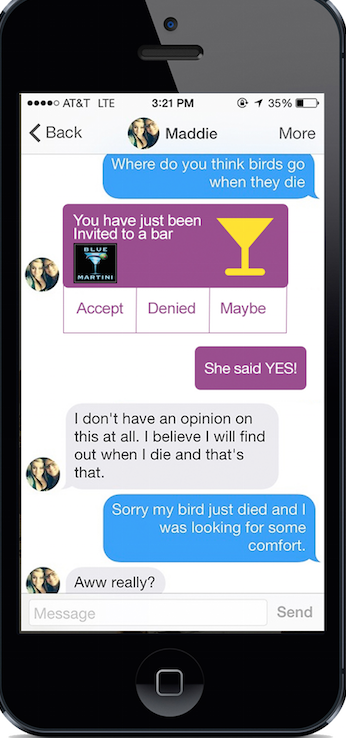 AT&T LTE 3:21 PM 35%
Back Maddie More
Where do you think birds go
when they die
You have just been
Invited to a bar
BLUE
MARTINI
Accept Denied Maybe
She said YES!
I don't have an opinion on
this at all. I believe I will find
out when I die and that's
that.
Sorry my bird just died and I
was looking for some
comfort.
Aww really?
Message Send